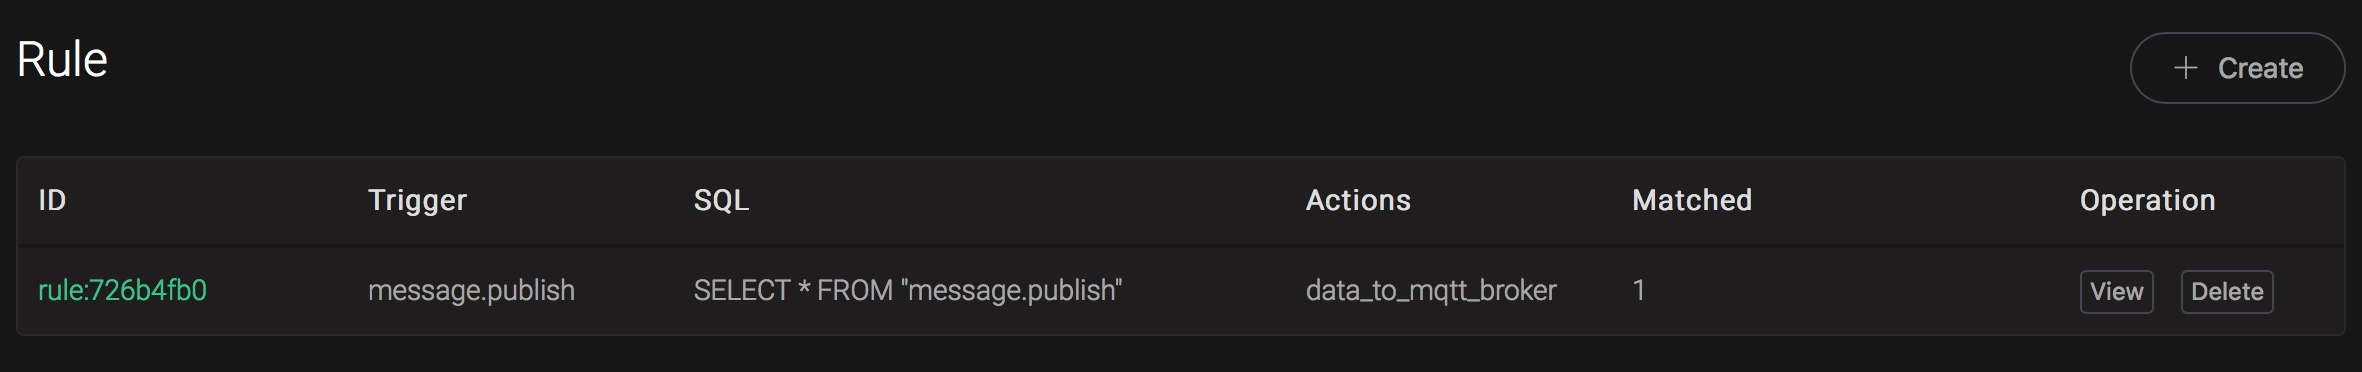 Rule
+ Create
ID Trigger SQL Actions Matched Operation
rule:726b4fb0 message.publish SELECT * FROM "message.publish" data_to_mqtt_broker 1 View Delete